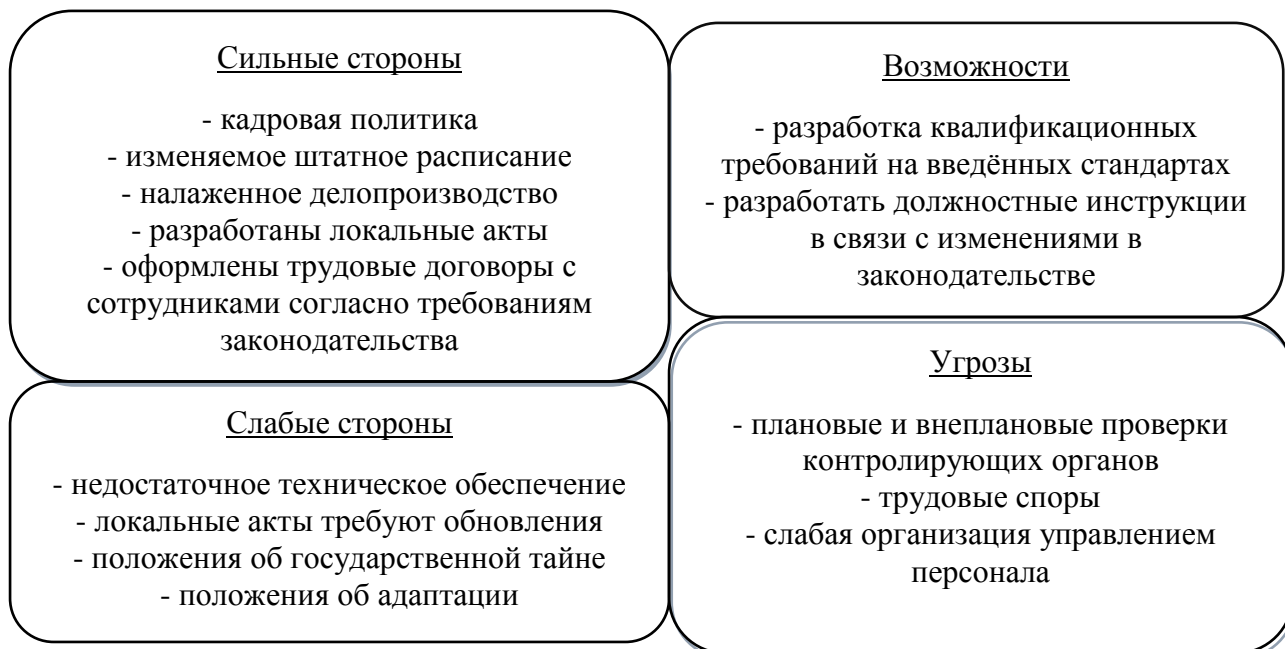 Сильные стороны
- кадровая политика
- изменяемое штатное расписание
- налаженное делопроизводство
- разработаны локальные акты
- оформлены трудовые договоры с
сотрудниками согласно требованиям
законодательства
Возможности
- разработка квалификационных
требований на введённых стандартах
- разработать должностные инструкции
в связи с изменениями в
законодательстве
Слабые стороны
- недостаточное техническое обеспечение
- локальные акты требуют обновления
- положения об государственной тайне
- положения об адаптации
Угрозы
- плановые и внеплановые проверки
контролирующих органов
- трудовые споры
- слабая организация управлением
персонала